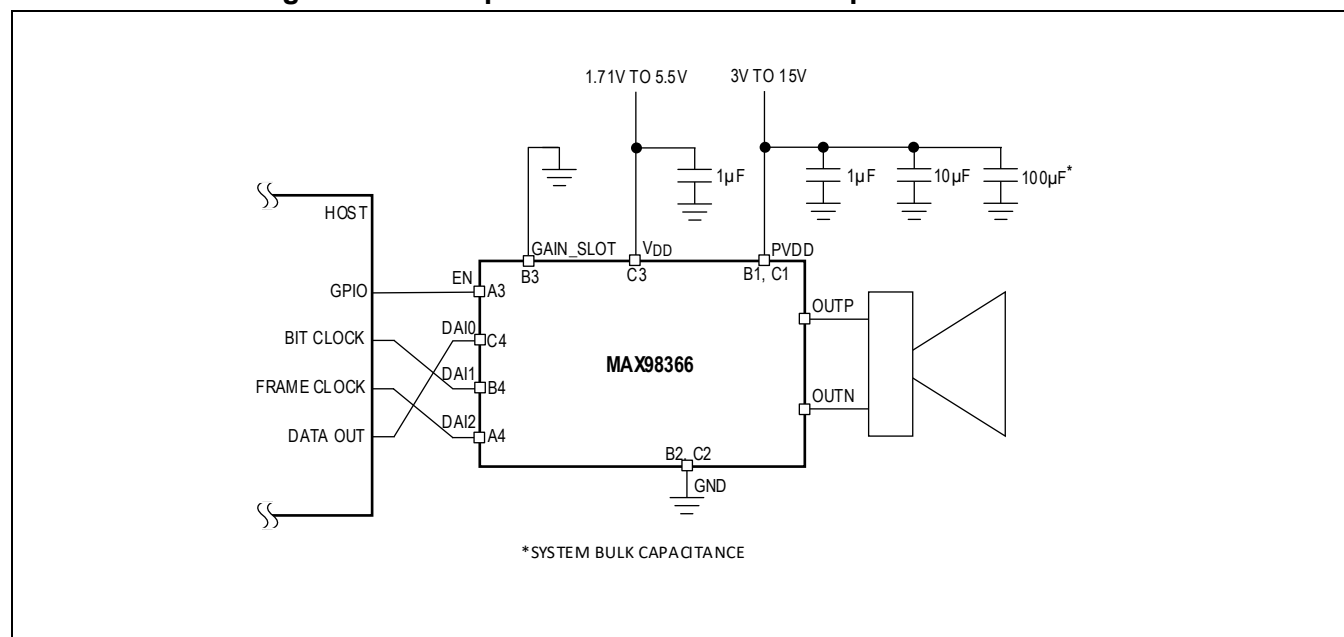 1.71V TO 5.5V
3V TO 15V
1µF
1µF
10µF
100µF*
HOST
GAIN_SLOT
VDD
PVDD
B3
C3
B1, C1
GPIO
EN
A3
BIT CLOCK
DAI0
C4
FRAME CLOCK
DAI1
B4
DATA OUT
DAI2
A4
MAX98366
OUTP
OUTN
B2, C2
GND
*SYSTEM BULK CAPACITANCE